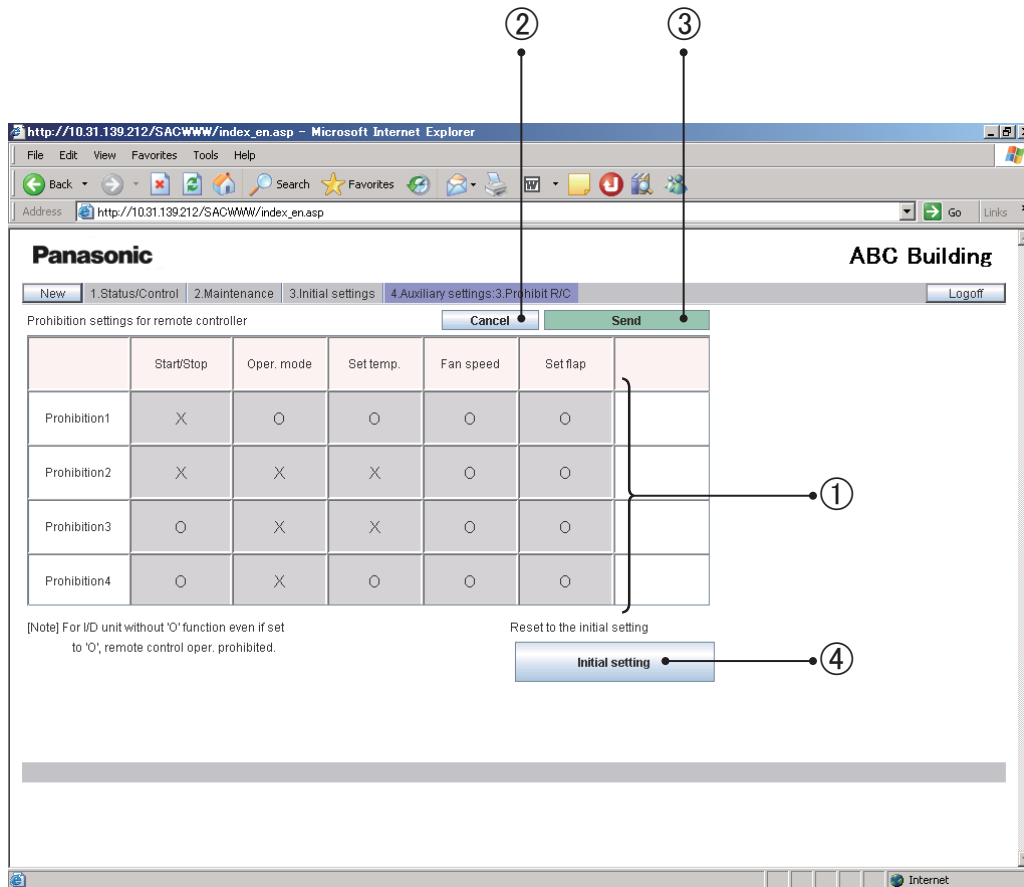 ② ③
http://10.31.139.212/SACWWW/index_en.asp - Microsoft Internet Explorer
File Edit View Favorites Tools Help
Back Search Favorites
Address http://10.31.139.212/SACWWW/index_en.asp Go Links
Panasonic ABC Building
New 1.Status/Control 2.Maintenance 3.Initial settings 4.Auxiliary settings:3.Prohibit R/C Logoff
Prohibition settings for remote controller Cancel Send
Start/Stop Oper. mode Set temp. Fan speed Set flap
Prohibition1 X O O O O
Prohibition2 X X X O O
①
Prohibition3 O X X O O
Prohibition4 O X O O O
[Note] For I/D unit without 'O' function even if set Reset to the initial setting
to 'O', remote control oper. prohibited.
Initial setting ④
Internet